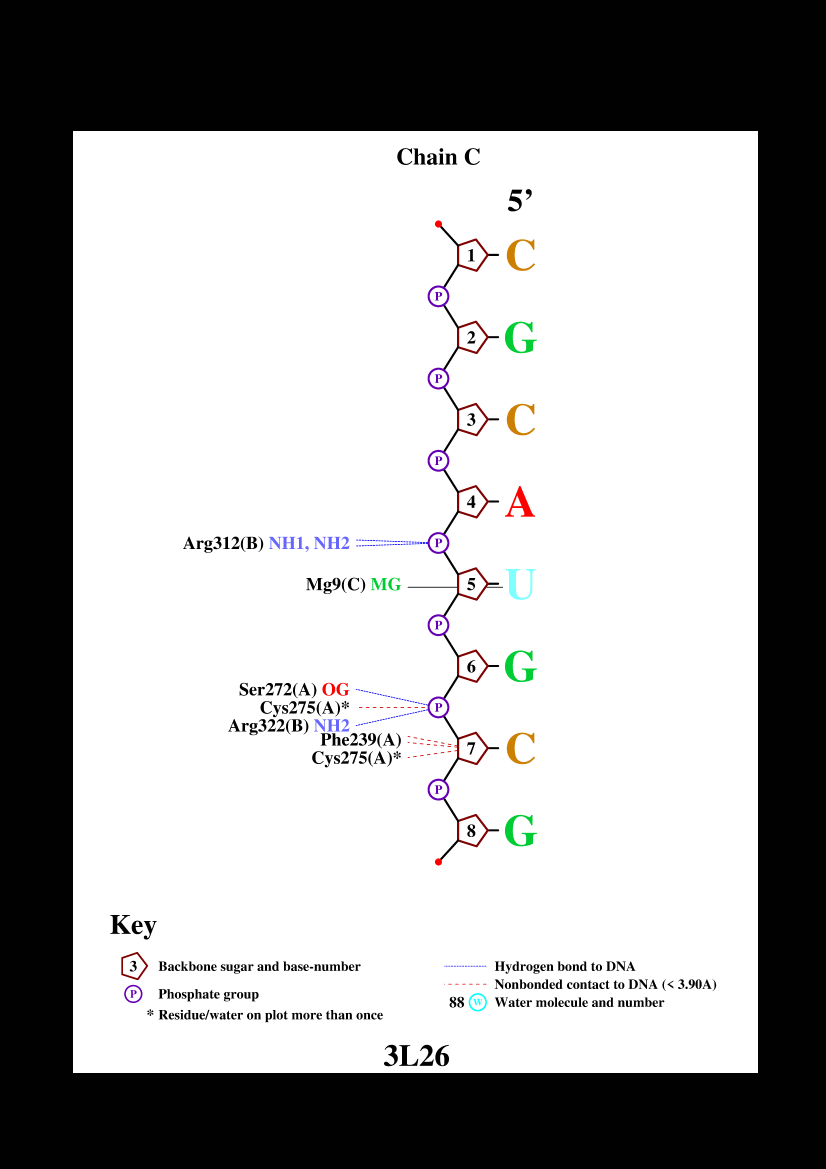 Chain C
5’
1 C
P
2 G
P
3 C
P
4 A
Arg312(B) NH1, NH2 P
Mg9(C) MG 5 U
P
6 G
Ser272(A) OG
Cys275(A)* P
Arg322(B) NH2
Phe239(A)
7 C
Cys275(A)*
P
8 G
Key
3 Backbone sugar and base-number
P Phosphate group
* Residue/water on plot more than once
Hydrogen bond to DNA
Nonbonded contact to DNA (< 3.90A)
88 W Water molecule and number
3L26